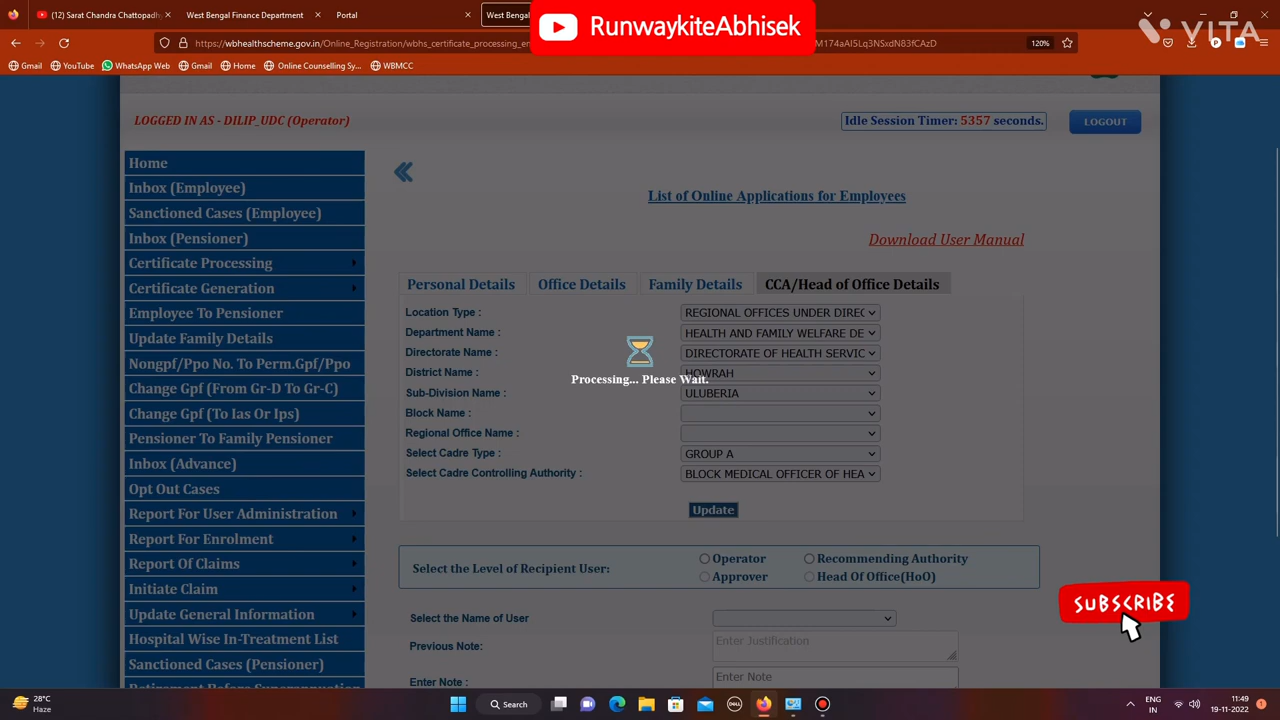 (12) Sarat Chandra Chattopadhy
West Bengal Finance Department
Portal
West Bengal
RunwaykiteAbhisek
VITA
https://wbhealthscheme.gov.in/Online_Registration/wbhs_certificate_processing_en
M174aAI5Lq3NSxdN83fCAzD
120%
Gmail
YouTube
WhatsApp Web
Gmail
Home
Online Counselling Sy...
WBMCC
LOGGED IN AS - DILIP_UDC (Operator)
Idle Session Timer: 5357 seconds.
LOGOUT
Home
Inbox (Employee)
Sanctioned Cases (Employee)
Inbox (Pensioner)
Certificate Processing
Certificate Generation
Employee To Pensioner
Update Family Details
Nongpf/Ppo No. To Perm.Gpf/Ppo
Change Gpf (From Gr-D To Gr-C)
Change Gpf (To Ias Or Ips)
Pensioner To Family Pensioner
Inbox (Advance)
Opt Out Cases
Report For User Administration
Report For Enrolment
Report Of Claims
Initiate Claim
Update General Information
Hospital Wise In-Treatment List
Sanctioned Cases (Pensioner)
Retirement Before Superannuation
List of Online Applications for Employees
Download User Manual
Personal Details
Office Details
Family Details
CCA/Head of Office Details
Location Type : REGIONAL OFFICES UNDER DIREC
Department Name : HEALTH AND FAMILY WELFARE DE
Directorate Name : DIRECTORATE OF HEALTH SERVIC
District Name : HOWRAH
Processing... Please Wait.
Sub-Division Name : ULUBERIA
Block Name :
Regional Office Name :
Select Cadre Type : GROUP A
Select Cadre Controlling Authority : BLOCK MEDICAL OFFICER OF HEA
Update
Select the Level of Recipient User:
Operator
Recommending Authority
Approver
Head Of Office(HoO)
Select the Name of User
Previous Note: Enter Justification
Enter Note : Enter Note
SUBSCRIBE
28°C
Haze
Search
ENG
IN
11:49
19-11-2022